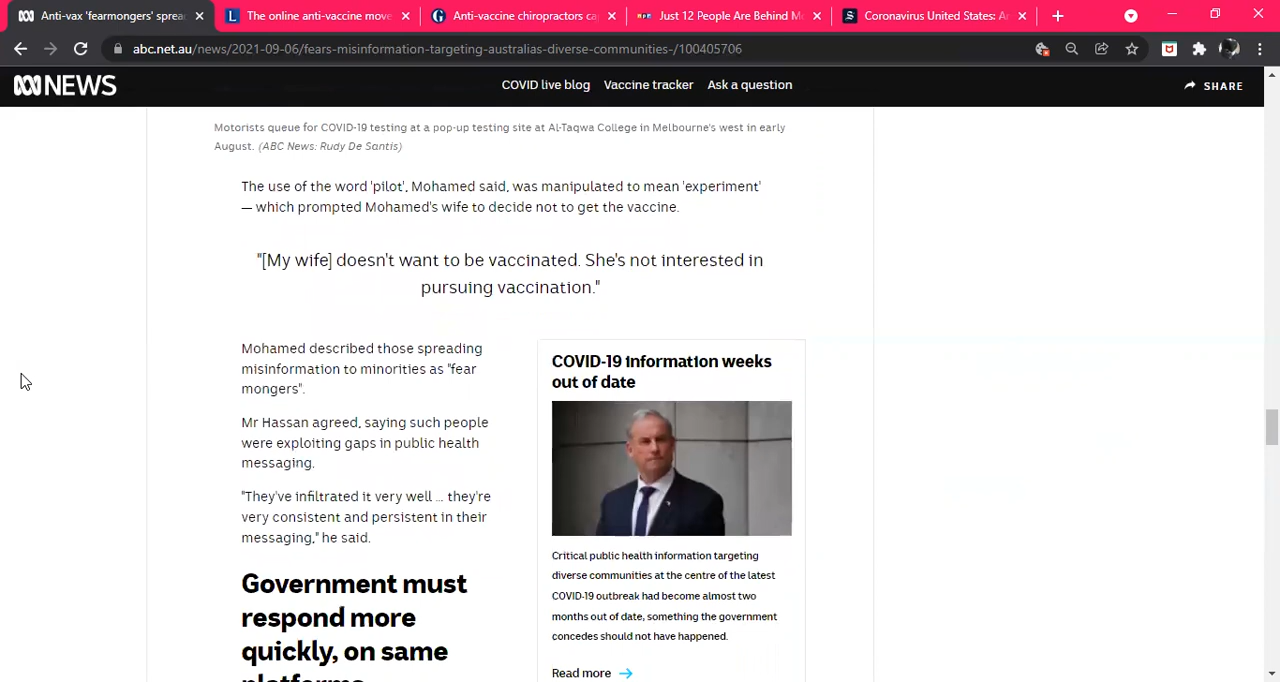 Anti-vax 'fearmongers' sprea
The online anti-vaccine move
Anti-vaccine chiropractors ca
Just 12 People Are Behind M
Coronavirus United States: A
abc.net.au/news/2021-09-06/fears-misinformation-targeting-australias-diverse-communities-/100405706
NEWS
COVID live blog Vaccine tracker Ask a question
SHARE
Motorists queue for COVID-19 testing at a pop-up testing site at Al-Taqwa College in Melbourne's west in early
August. (ABC News: Rudy De Santis)
The use of the word 'pilot', Mohamed said, was manipulated to mean 'experiment'
— which prompted Mohamed's wife to decide not to get the vaccine.
"[My wife] doesn't want to be vaccinated. She's not interested in
pursuing vaccination."
Mohamed described those spreading
misinformation to minorities as "fear
mongers".
Mr Hassan agreed, saying such people
were exploiting gaps in public health
messaging.
"They've infiltrated it very well ... they're
very consistent and persistent in their
messaging," he said.
Government must
respond more
quickly, on same
platforms
COVID-19 information weeks
out of date
Critical public health information targeting
diverse communities at the centre of the latest
COVID-19 outbreak had become almost two
months out of date, something the government
concedes should not have happened.
Read more →